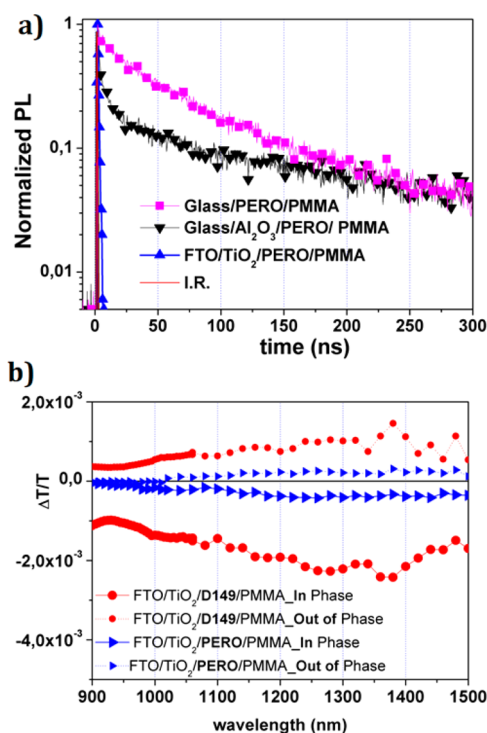 a)
Normalized PL
1
0,1
0,01
Glass/PERO/PMMA
Glass/Al2O3/PERO/ PMMA
FTO/TiO2/PERO/PMMA
I.R.
0 50 100 150 200 250 300
time (ns)
b)
ΔT/T
2,0x10-3
0,0
-2,0x10-3
-4,0x10-3
FTO/TiO2/D149/PMMA_In Phase
FTO/TiO2/D149/PMMA_Out of Phase
FTO/TiO2/PERO/PMMA_In Phase
FTO/TiO2/PERO/PMMA_Out of Phase
900 1000 1100 1200 1300 1400 1500
wavelength (nm)